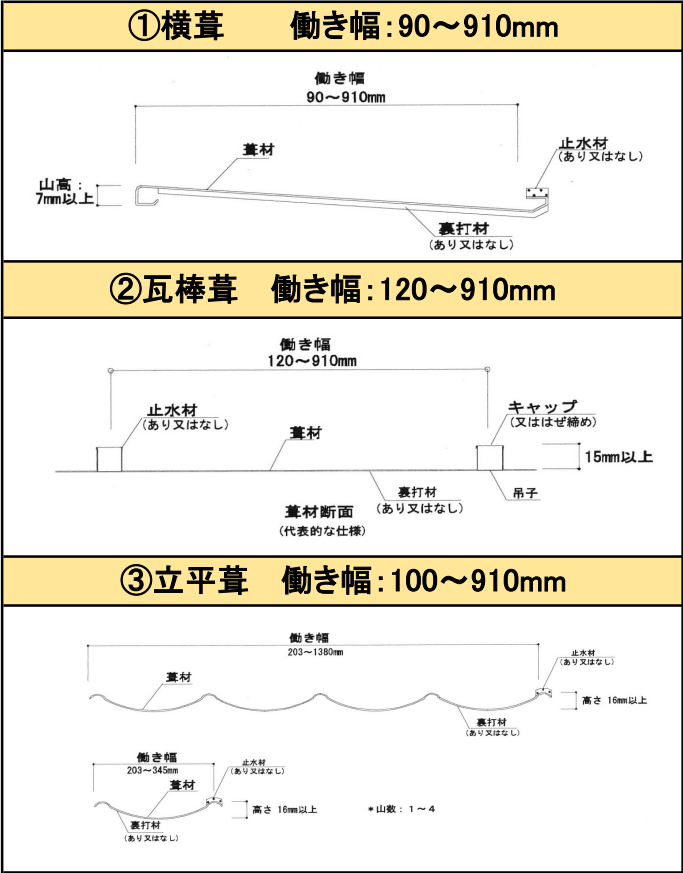 ①横葺　　働き幅：90～910mm
働き幅
90～910mm
葺材
止水材
(あり又はなし)
山高：
7mm以上
裏打材
(あり又はなし)
②瓦棒葺　働き幅：120～910mm
働き幅
120～910mm
止水材
(あり又はなし)
葺材
キャップ
(又ははぜ締め)
15mm以上
裏打材
(あり又はなし)
吊子
葺材断面
(代表的な仕様)
③立平葺　働き幅：100～910mm
働き幅
203～1380mm
止水材
(あり又はなし)
葺材
高さ 16mm以上
裏打材
(あり又はなし)
働き幅
203～345mm
止水材
(あり又はなし)
葺材
高さ 16mm以上
＊山数：1～4
裏打材
(あり又はなし)